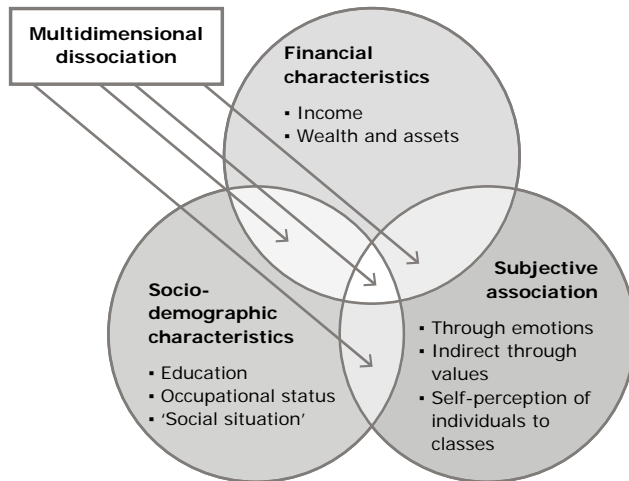 Multidimensional
dissociation
Financial
characteristics
▪ Income
▪ Wealth and assets
Socio-
demographic
characteristics
▪ Education
▪ Occupational status
▪ ‘Social situation’
Subjective
association
▪ Through emotions
▪ Indirect through
values
▪ Self-perception of
individuals to
classes